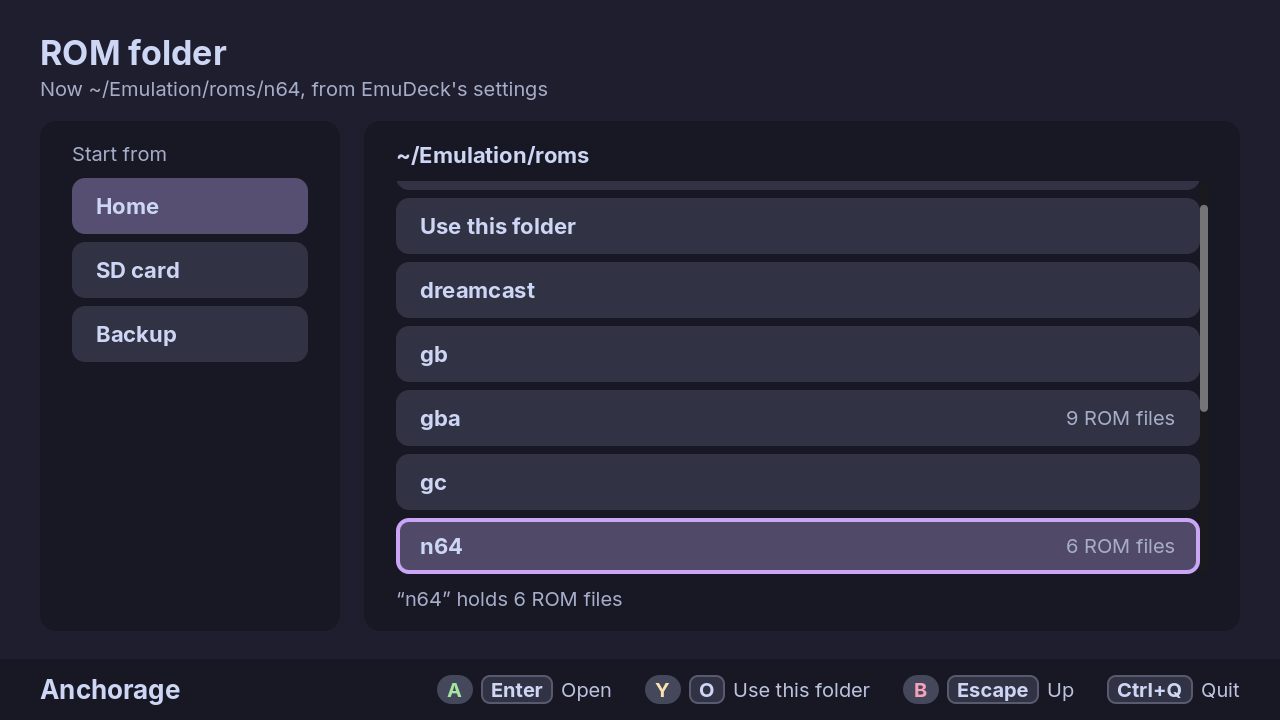 ROM folder
Now ~/Emulation/roms/n64, from EmuDeck's settings
Start from
Home
SD card
Backup
~/Emulation/roms
Use this folder
dreamcast
gb
gba 9 ROM files
gc
n64 6 ROM files
“n64” holds 6 ROM files
Anchorage A Enter Open Y O Use this folder B Escape Up Ctrl+Q Quit